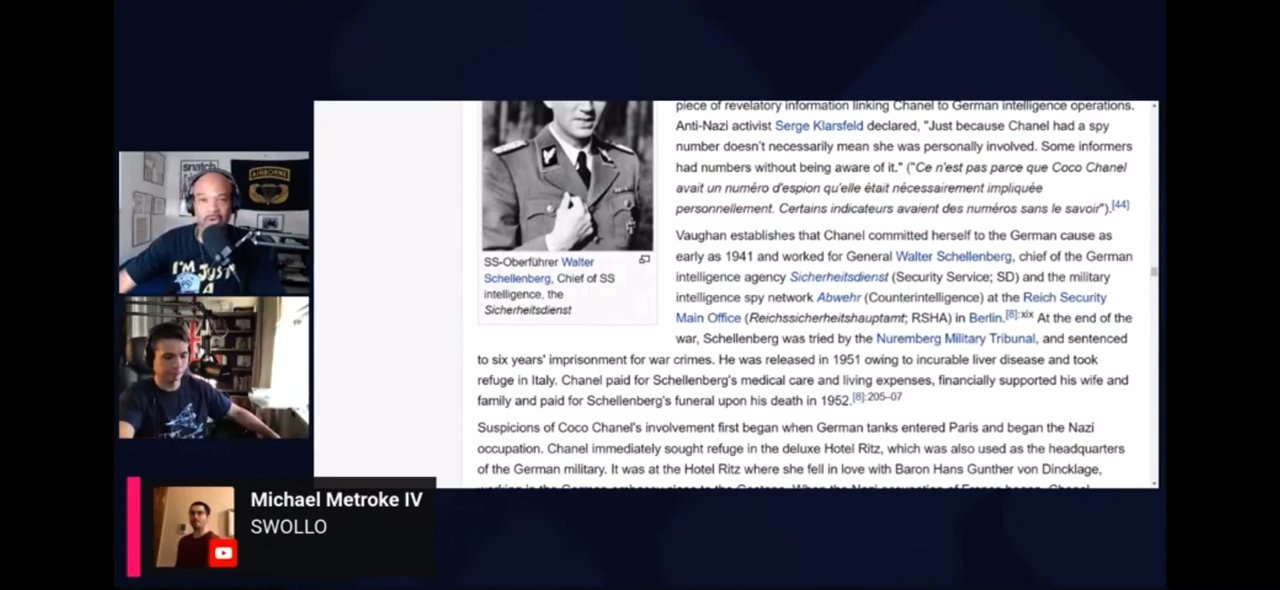 snatch
AIRBORNE
I'M JUST
piece of revelatory information linking Chanel to German intelligence operations.
Anti-Nazi activist Serge Klarsfeld declared, "Just because Chanel had a spy
number doesn't necessarily mean she was personally involved. Some informers
had numbers without being aware of it." ("Ce n'est pas parce que Coco Chanel
avait un numéro d'espion qu'elle était nécessairement impliquée
personnellement. Certains indicateurs avaient des numéros sans le savoir").[44]
Vaughan establishes that Chanel committed herself to the German cause as
early as 1941 and worked for General Walter Schellenberg, chief of the German
intelligence agency Sicherheitsdienst (Security Service; SD) and the military
intelligence spy network Abwehr (Counterintelligence) at the Reich Security
Main Office (Reichssicherheitshauptamt; RSHA) in Berlin.[8]:xix At the end of the
war, Schellenberg was tried by the Nuremberg Military Tribunal, and sentenced
to six years' imprisonment for war crimes. He was released in 1951 owing to incurable liver disease and took
refuge in Italy. Chanel paid for Schellenberg's medical care and living expenses, financially supported his wife and
family and paid for Schellenberg's funeral upon his death in 1952.[8]:205–07
SS-Oberführer Walter
Schellenberg, Chief of SS
intelligence, the
Sicherheitsdienst
Suspicions of Coco Chanel's involvement first began when German tanks entered Paris and began the Nazi
occupation. Chanel immediately sought refuge in the deluxe Hotel Ritz, which was also used as the headquarters
of the German military. It was at the Hotel Ritz where she fell in love with Baron Hans Gunther von Dincklage,
Michael Metroke IV
SWOLLO